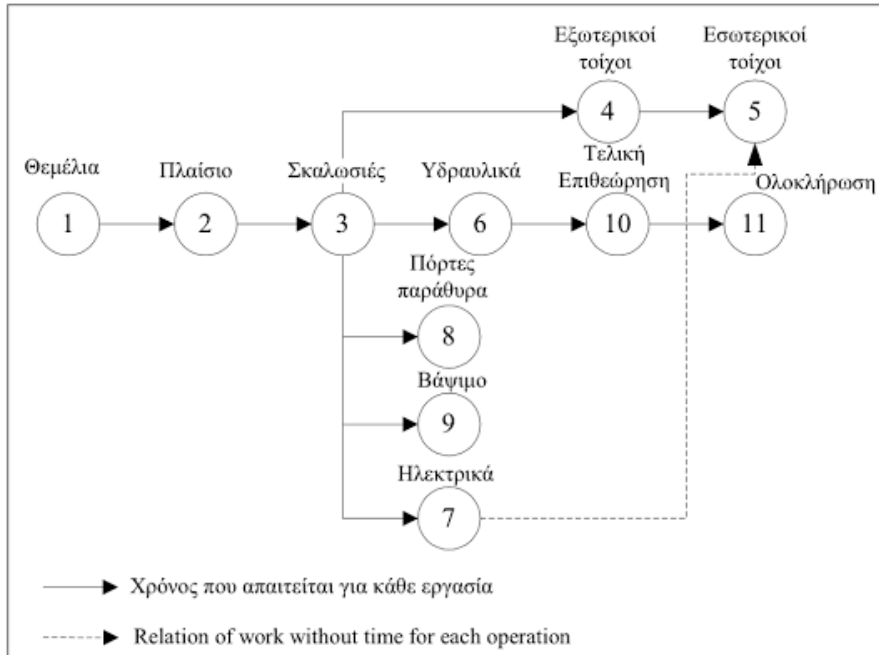 Εξωτερικοί
τοίχοι
Εσωτερικοί
τοίχοι
4
5
Θεμέλια
Πλαίσιο
Σκαλωσιές
Υδραυλικά
Τελική
Επιθεώρηση
Ολοκλήρωση
1
2
3
6
10
11
Πόρτες
παράθυρα
8
Βάψιμο
9
Ηλεκτρικά
7
Χρόνος που απαιτείται για κάθε εργασία
Relation of work without time for each operation